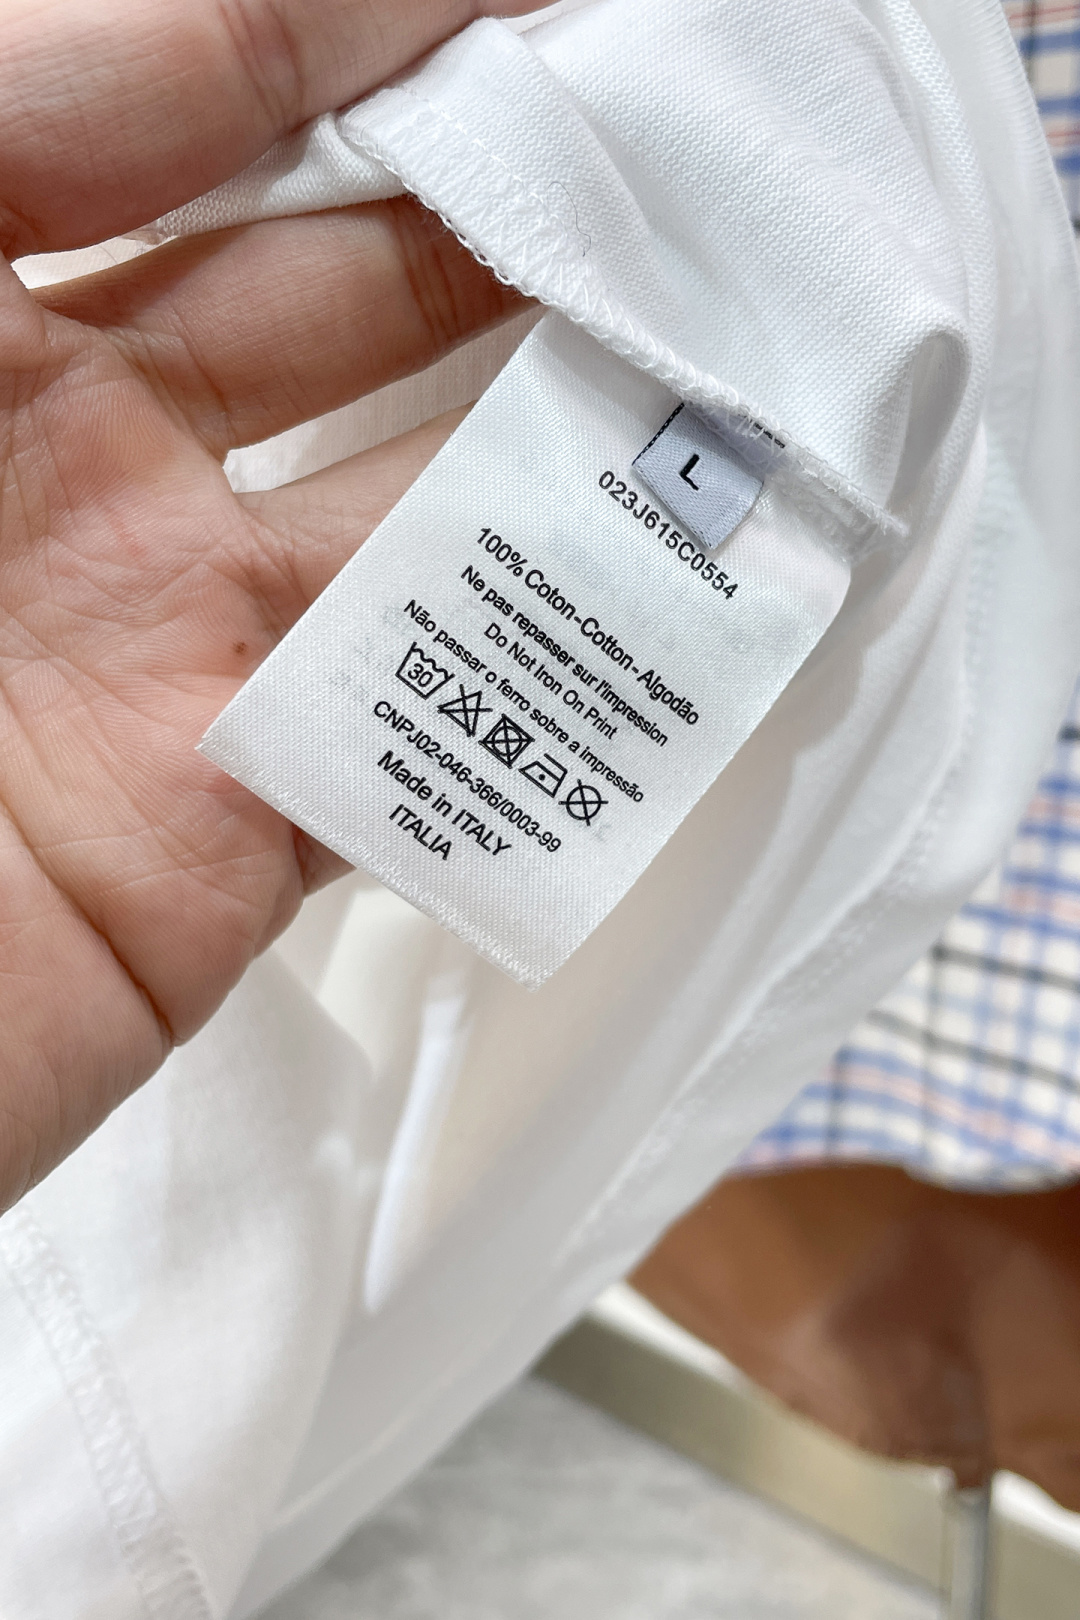 L
023J615C0554
100% Coton-Cotton-Algodão
Ne pas repasser sur l'impression
Do Not Iron On Print
Não passar o ferro sobre a impressão
30
CNPJ02-046-366/0003-99
Made in ITALY
ITALIA